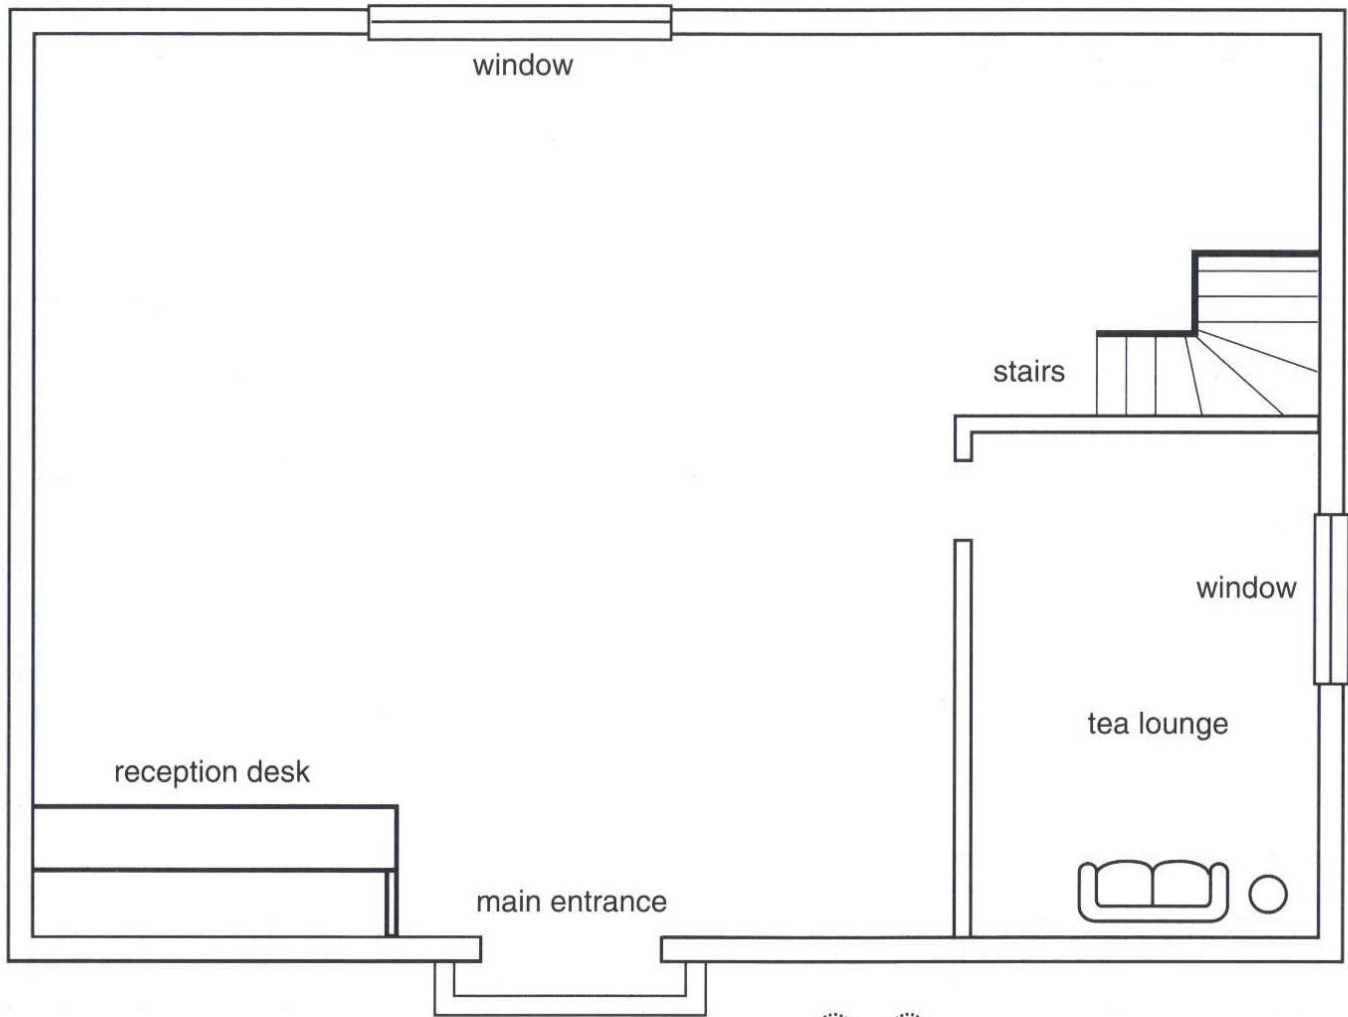 window
stairs
window
tea lounge
reception desk
main entrance